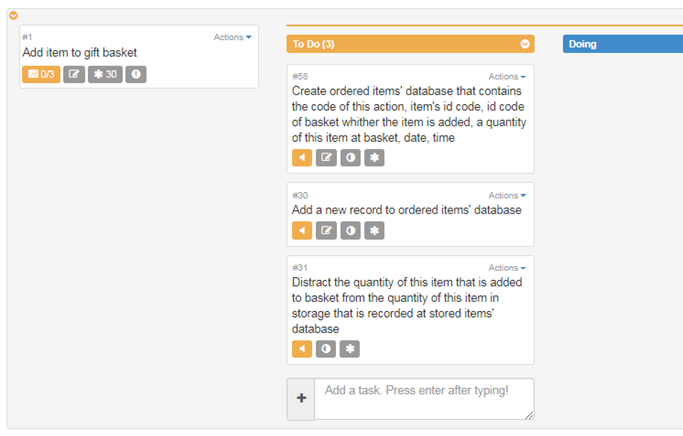 #1
Actions
Add item to gift basket
0/3
30
To Do (3)
Doing
#58
Actions
Create ordered items' database that contains
the code of this action, item's id code, id code
of basket whither the item is added, a quantity
of this item at basket, date, time
#30
Actions
Add a new record to ordered items' database
#31
Actions
Distract the quantity of this item that is added
to basket from the quantity of this item in
storage that is recorded at stored items'
database
Add a task. Press enter after typing!